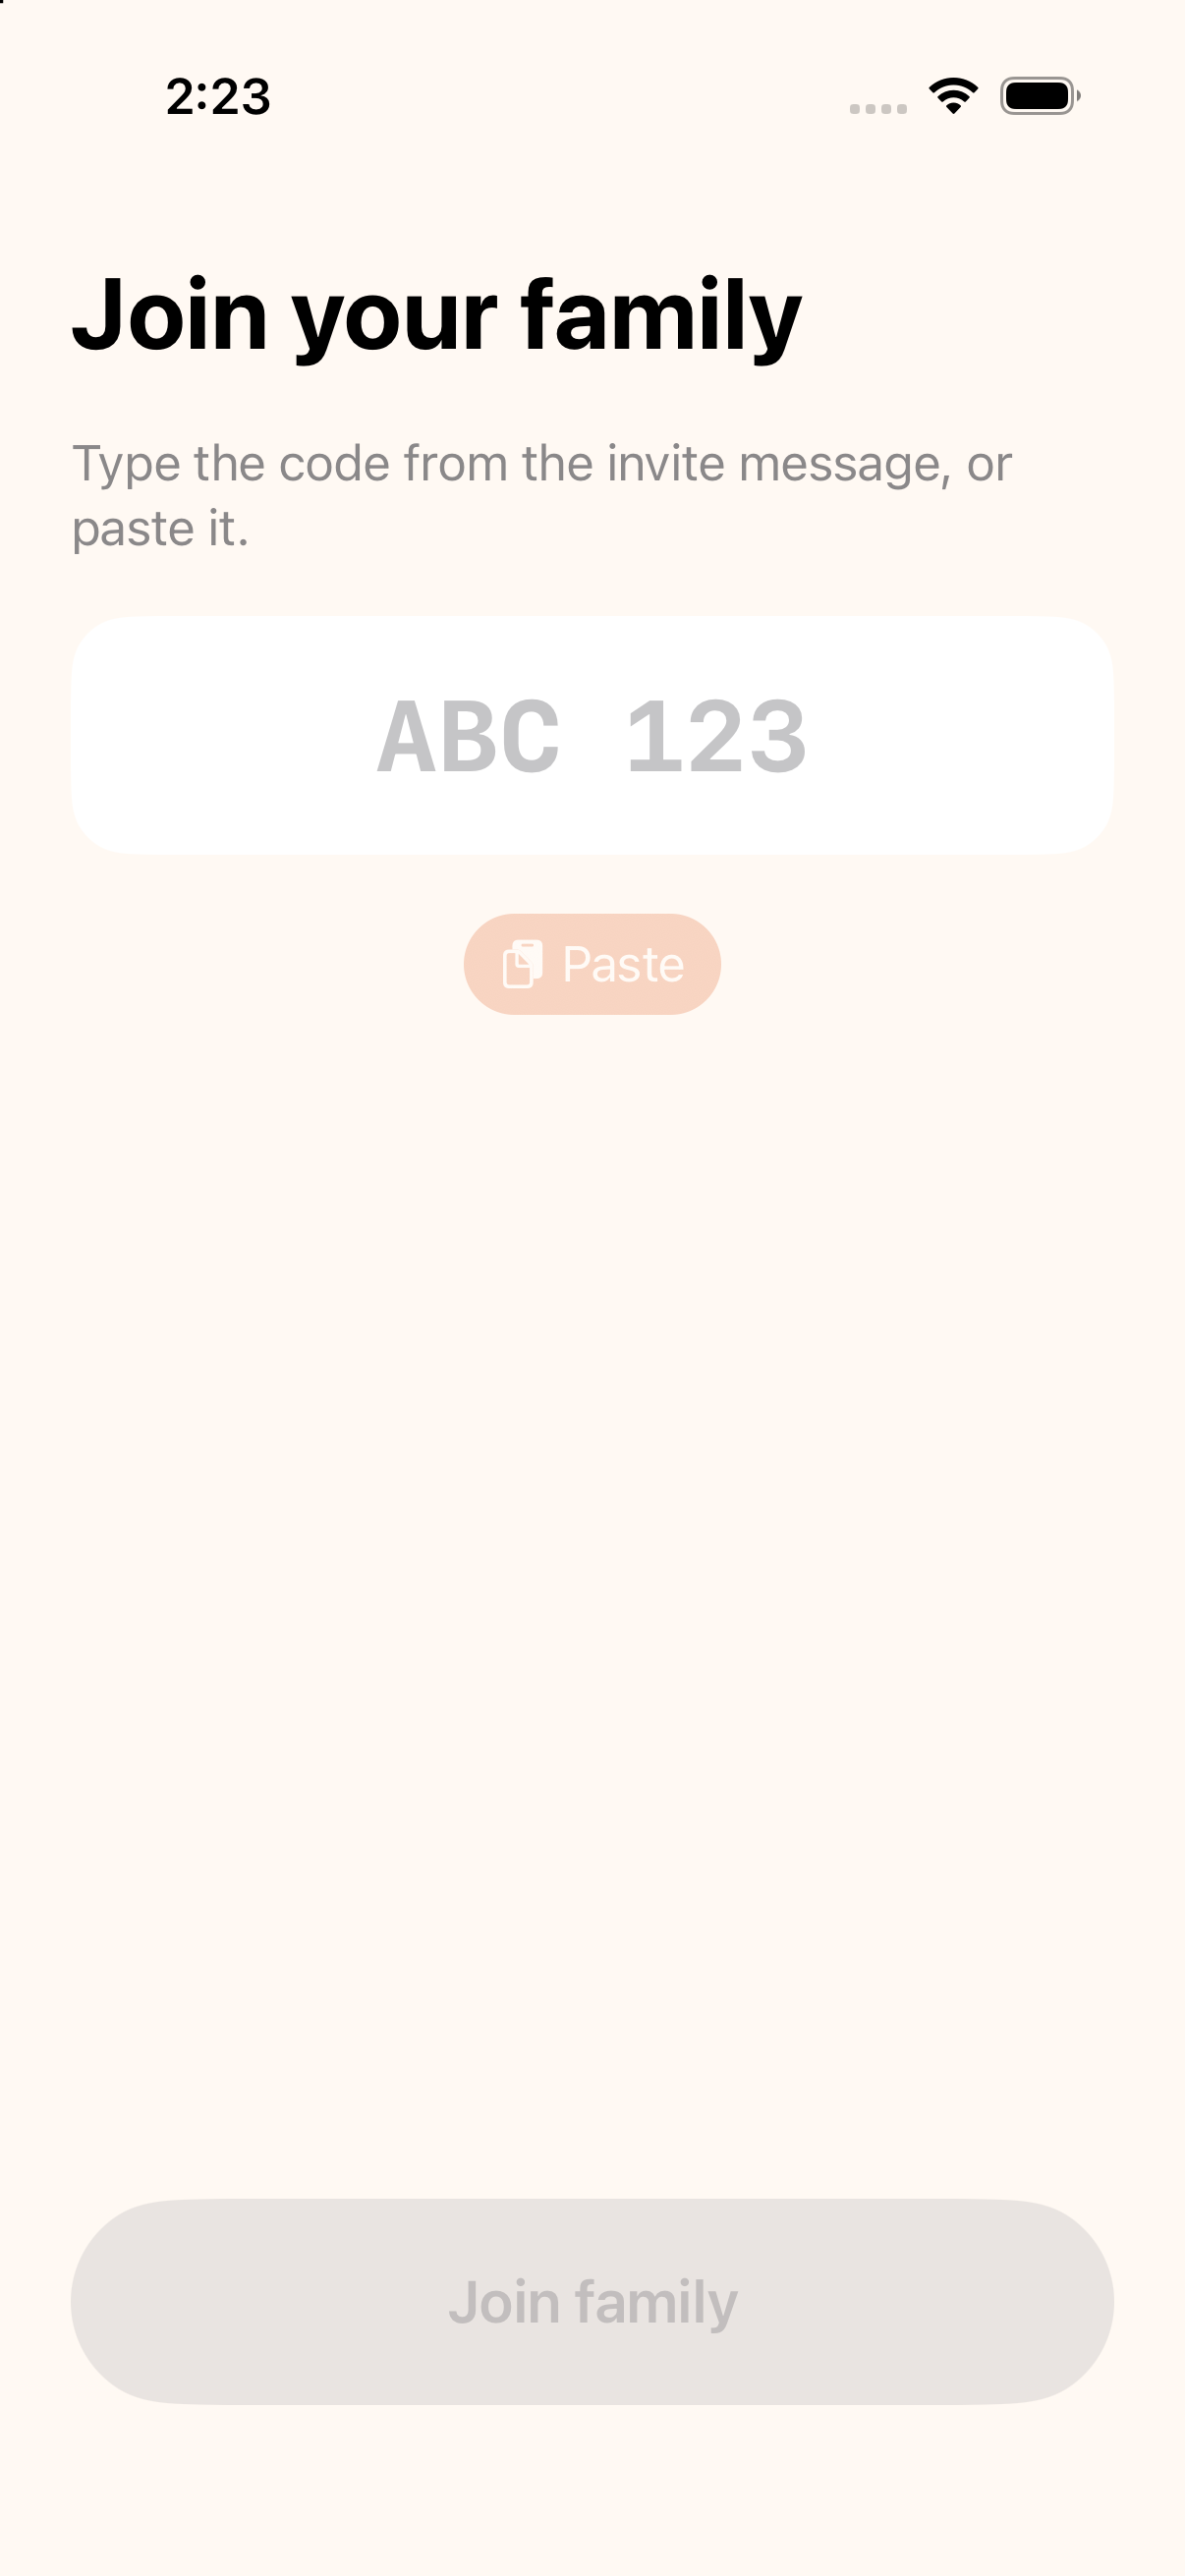 2:23
Join your family
Type the code from the invite message, or
paste it.
ABC 123
Paste
Join family